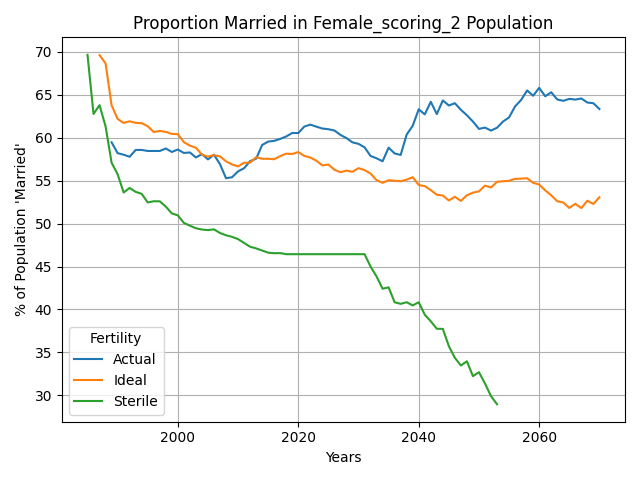 Proportion Married in Female_scoring_2 Population
% of Population 'Married'
70
65
60
55
50
45
40
35
30
Fertility
Actual
Ideal
Sterile
2000
2020
2040
2060
Years